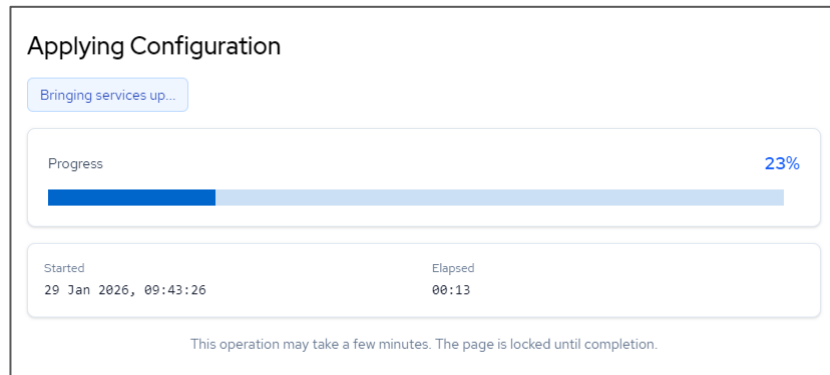 Applying Configuration
Bringing services up...
Progress
23%
Started
Elapsed
29 Jan 2026, 09:43:26
00:13
This operation may take a few minutes. The page is locked until completion.